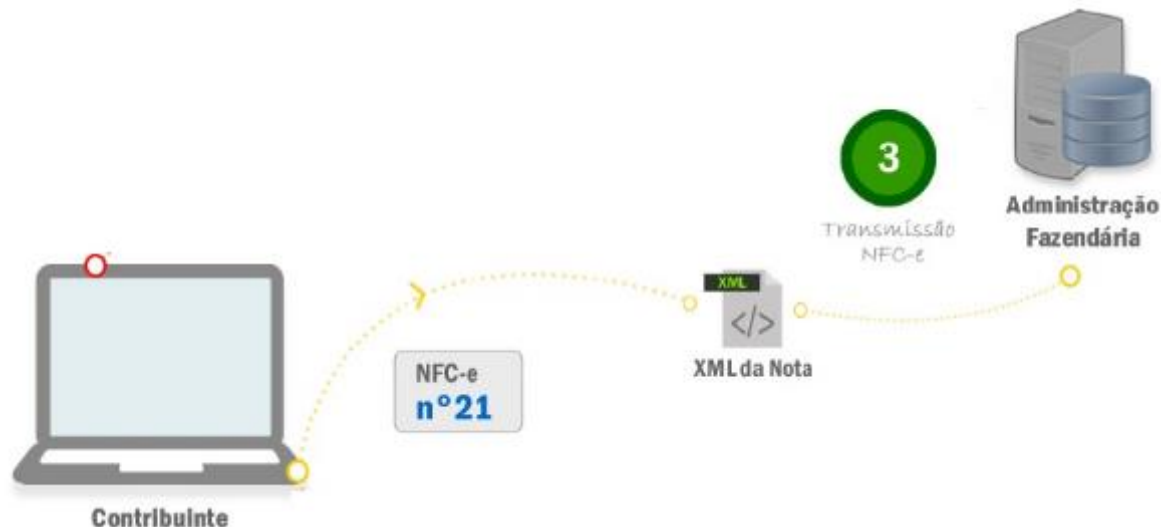 3
Transmissão
NFC-e
Administração
Fazendária
XML
</>
XML da Nota
NFC-e
n°21
Contribuinte